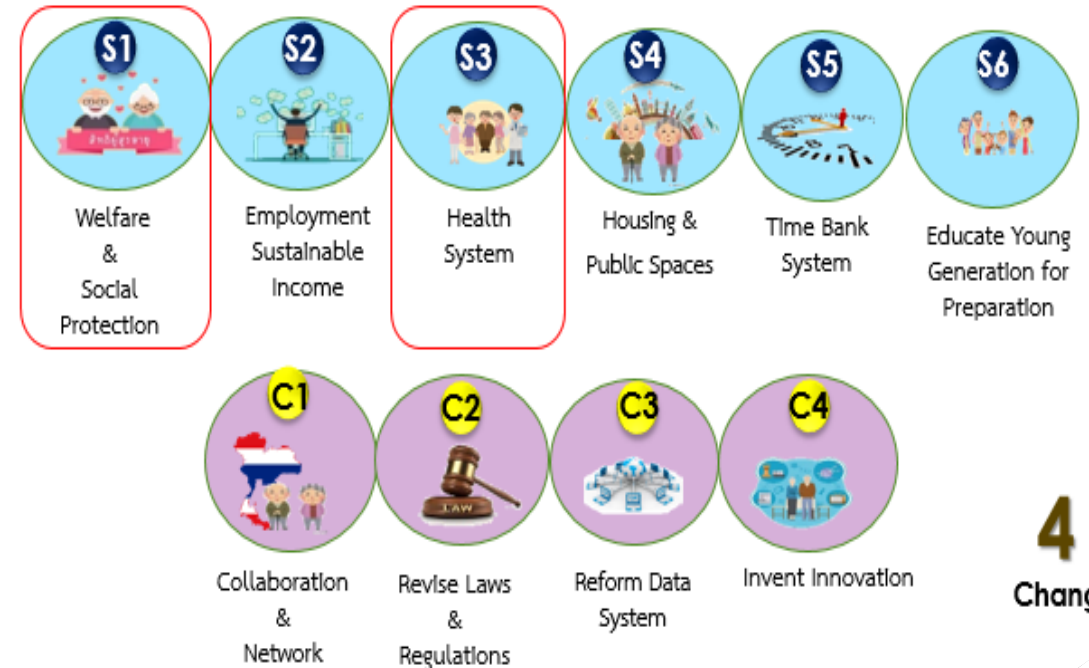 S1
S2
S3
S4
S5
S6
Welfare
&
Social
Protection
Employment
Sustainable
Income
Health
System
Housing &
Public Spaces
Time Bank
System
Educate Young
Generation for
Preparation
C1
C2
C3
C4
LAW
Collaboration
&
Network
Revise Laws
&
Regulations
Reform Data
System
Invent Innovation
4
Chang